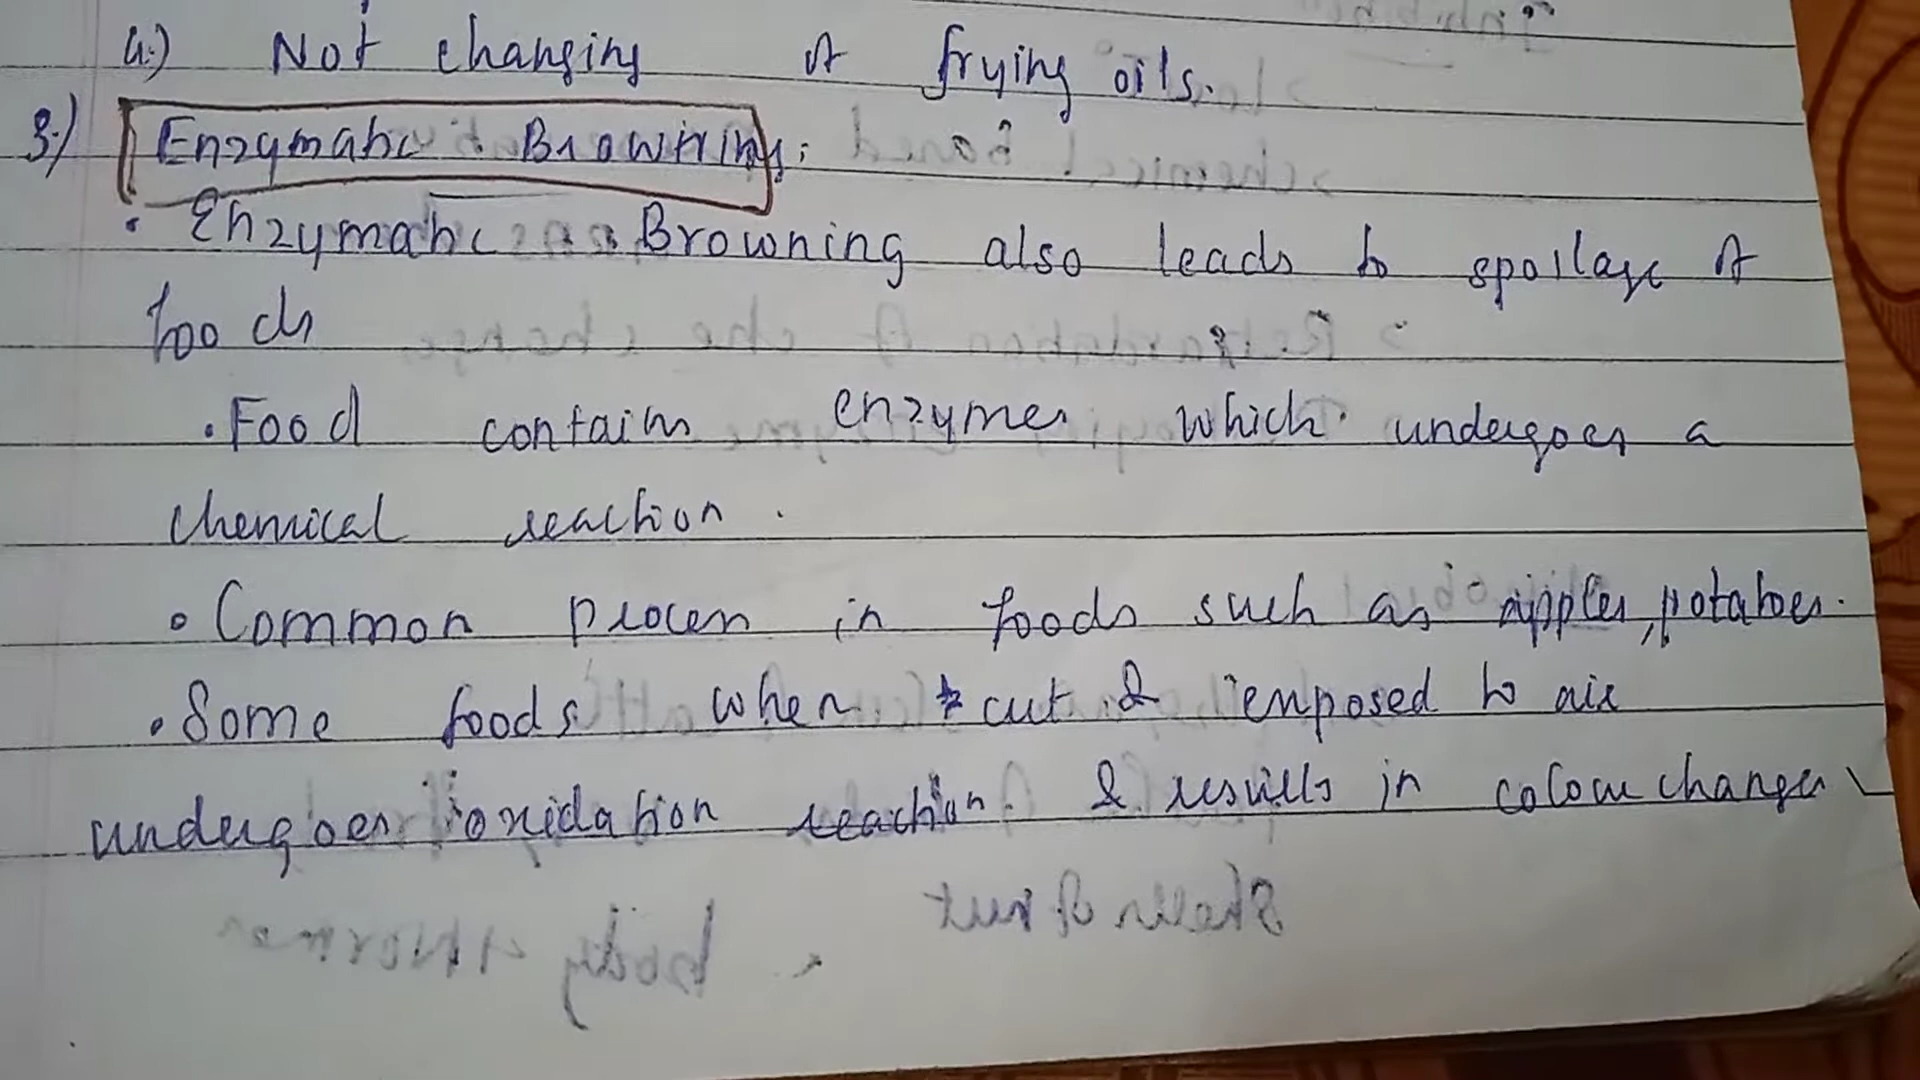 4.) Not changing of frying oils.
3.) Enzymatic Browning:
• Enzymatic Browning also leads to spoilage of
foods
• Food contains enzymes which undergoes a
chemical reaction.
• Common process in foods such as apples, potatoes.
• Some foods when cut & exposed to air
undergoes oxidation reaction & results in colour changes